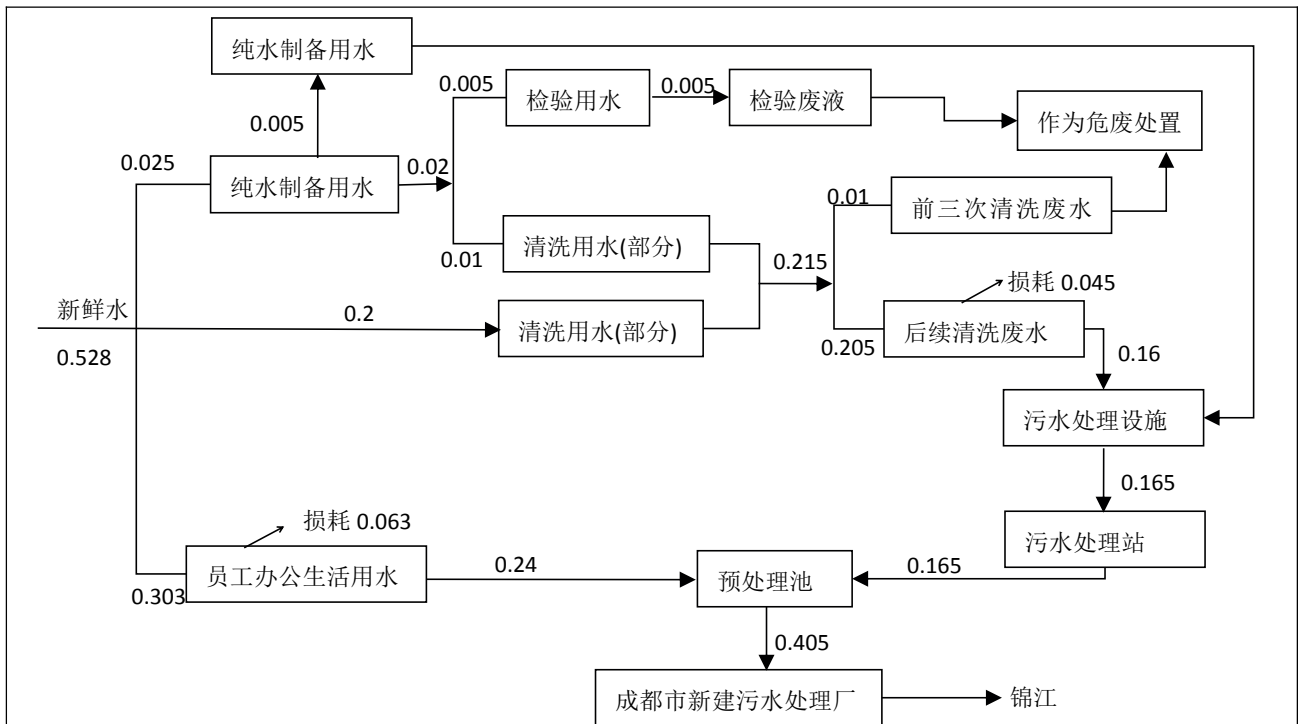 纯水制备用水
0.005
0.005
检验用水
0.005
检验废液
作为危废处置
0.025
纯水制备用水
0.02
0.01
前三次清洗废水
0.01
清洗用水(部分)
0.215
新鲜水
0.528
0.2
清洗用水(部分)
损耗 0.045
0.205
后续清洗废水
0.16
污水处理设施
0.165
污水处理站
损耗 0.063
0.303
员工办公生活用水
0.24
预处理池
0.165
0.405
成都市新建污水处理厂
锦江